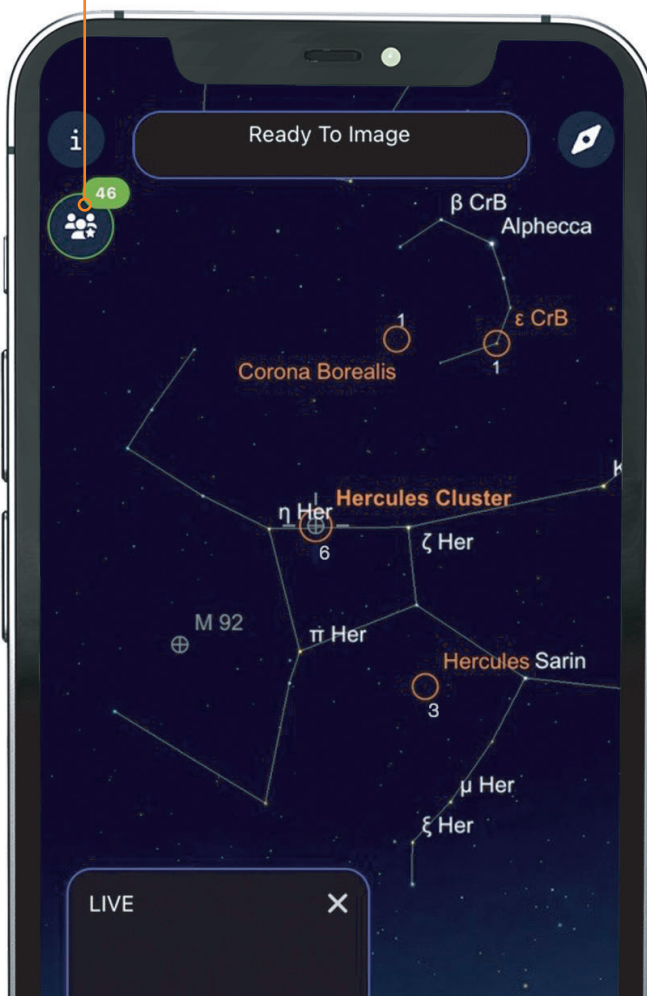 i
Ready To Image
46
β CrB
Alphecca
1
ε CrB
1
Corona Borealis
K
Hercules Cluster
η Her
6
ζ Her
M 92
π Her
Hercules Sarin
3
μ Her
ξ Her
LIVE